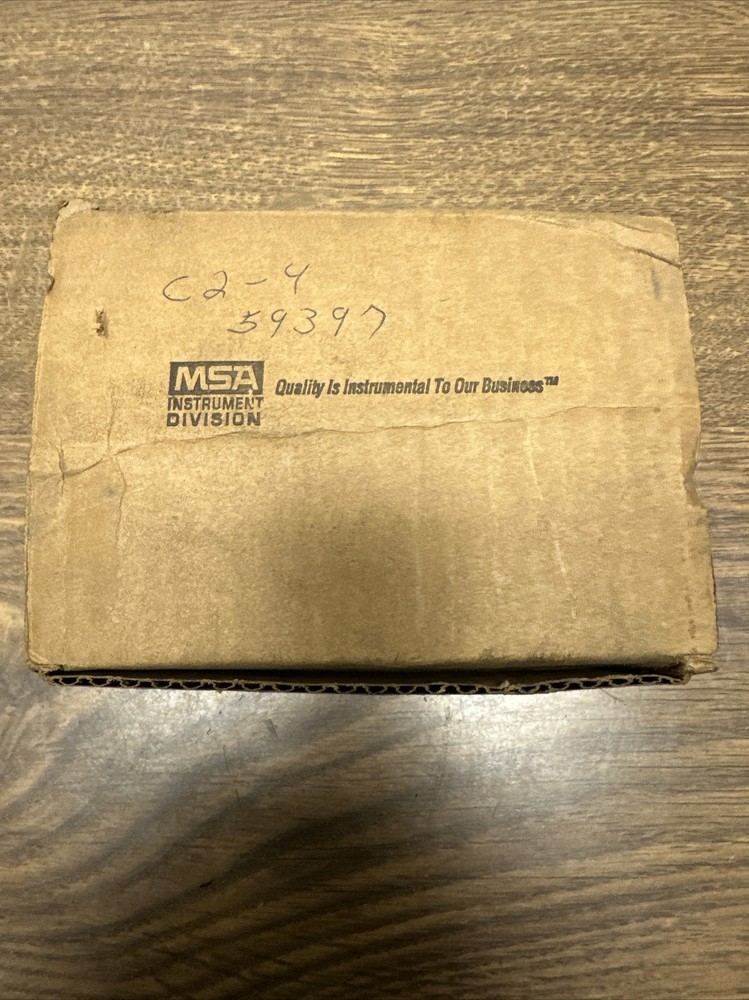 C2-4
59397
MSA
INSTRUMENT
DIVISION
Quality Is Instrumental To Our Business™